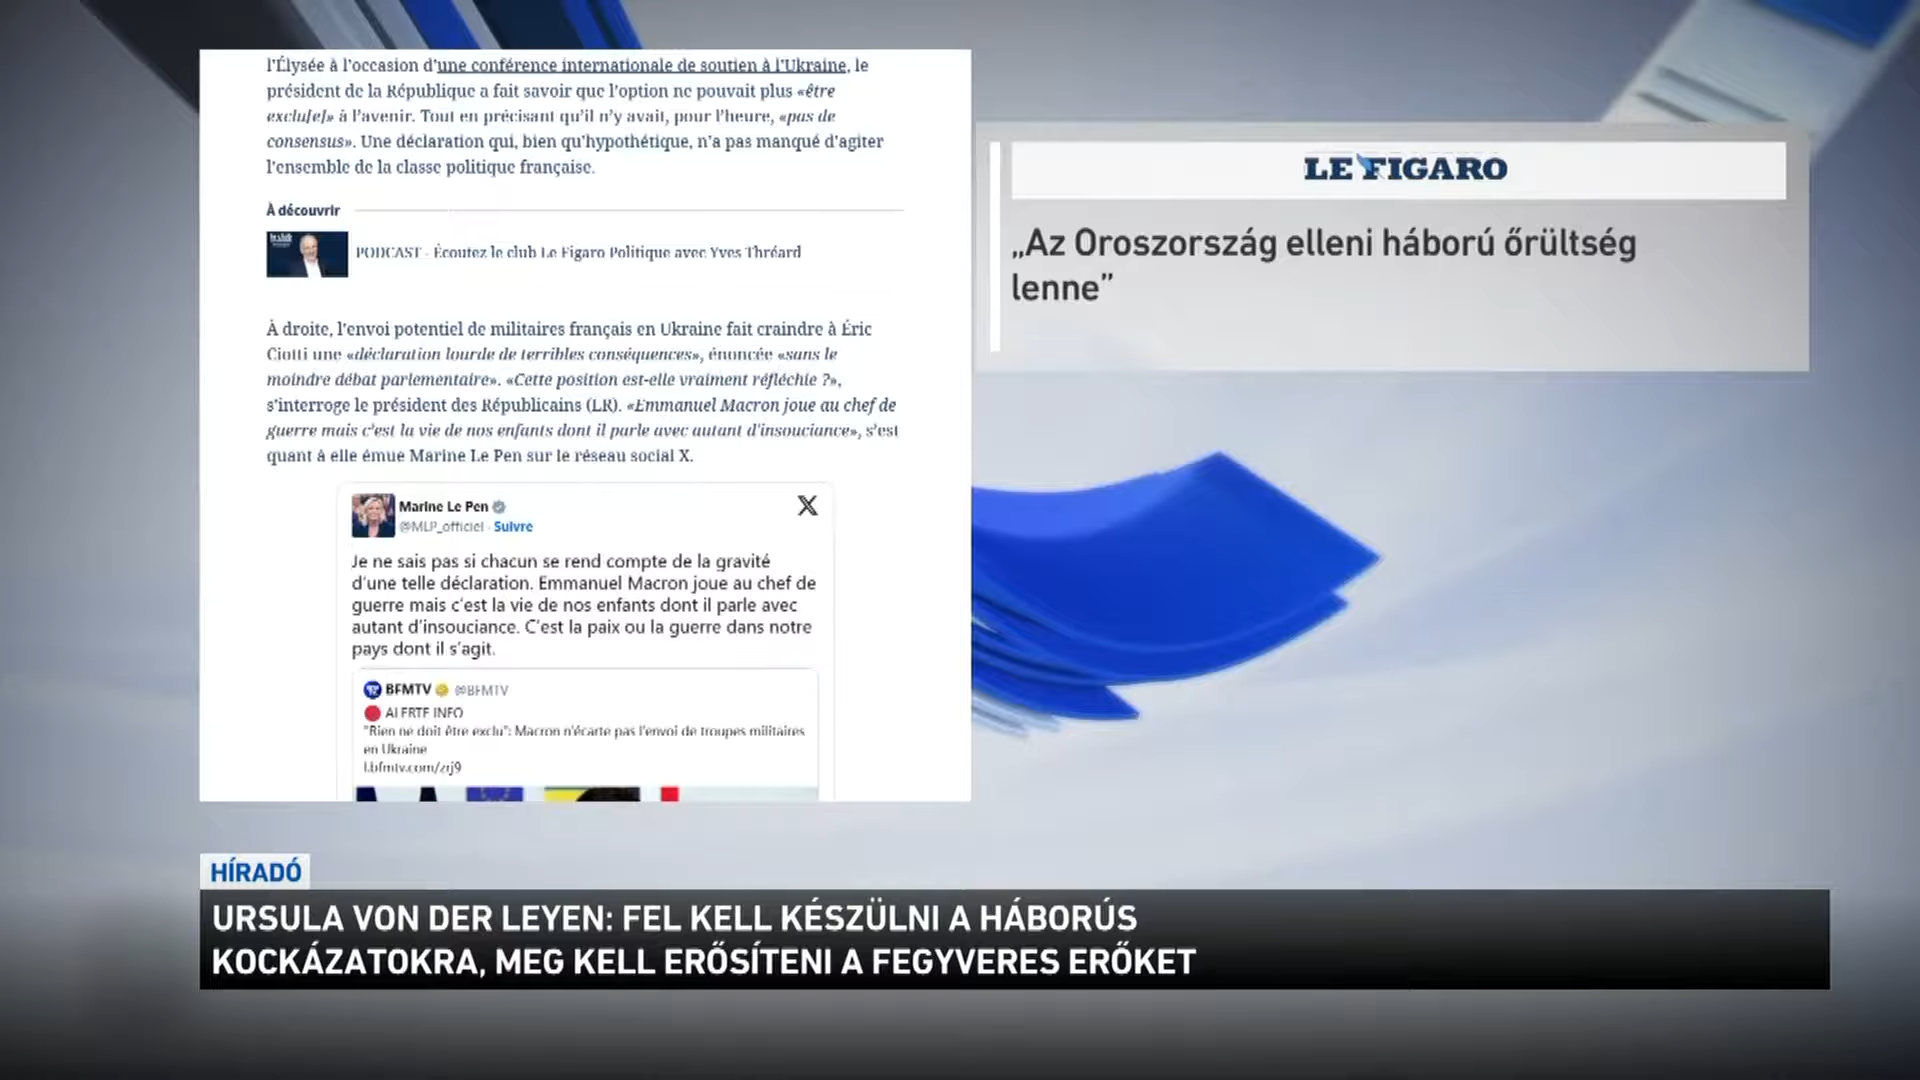 l'Élysée à l'occasion d'une conférence internationale de soutien à l'Ukraine, le
président de la République a fait savoir que l'option ne pouvait plus «être
exclu[e]» à l'avenir. Tout en précisant qu'il n'y avait, pour l'heure, «pas de
consensus». Une déclaration qui, bien qu'hypothétique, n'a pas manqué d'agiter
l'ensemble de la classe politique française.
À découvrir
PODCAST - Écoutez le club Le Figaro Politique avec Yves Thréard
À droite, l'envoi potentiel de militaires français en Ukraine fait craindre à Éric
Ciotti une «déclaration lourde de terribles conséquences», énoncée «sans le
moindre débat parlementaire». «Cette position est-elle vraiment réfléchie ?»,
s'interroge le président des Républicains (LR). «Emmanuel Macron joue au chef de
guerre mais c'est la vie de nos enfants dont il parle avec autant d'insouciance», s'est
quant à elle émue Marine Le Pen sur le réseau social X.
Marine Le Pen
@MLP_officiel · Suivre
Je ne sais pas si chacun se rend compte de la gravité
d'une telle déclaration. Emmanuel Macron joue au chef de
guerre mais c'est la vie de nos enfants dont il parle avec
autant d'insouciance. C'est la paix ou la guerre dans notre
pays dont il s'agit.
BFMTV @BFMTV
ALERTE INFO
"Rien ne doit être exclu": Macron n'écarte pas l'envoi de troupes militaires
en Ukraine
l.bfmtv.com/zrj9
LE FIGARO
„Az Oroszország elleni háború őrültség
lenne”
HÍRADÓ
URSULA VON DER LEYEN: FEL KELL KÉSZÜLNI A HÁBORÚS
KOCKÁZATOKRA, MEG KELL ERŐSÍTENI A FEGYVERES ERŐKET